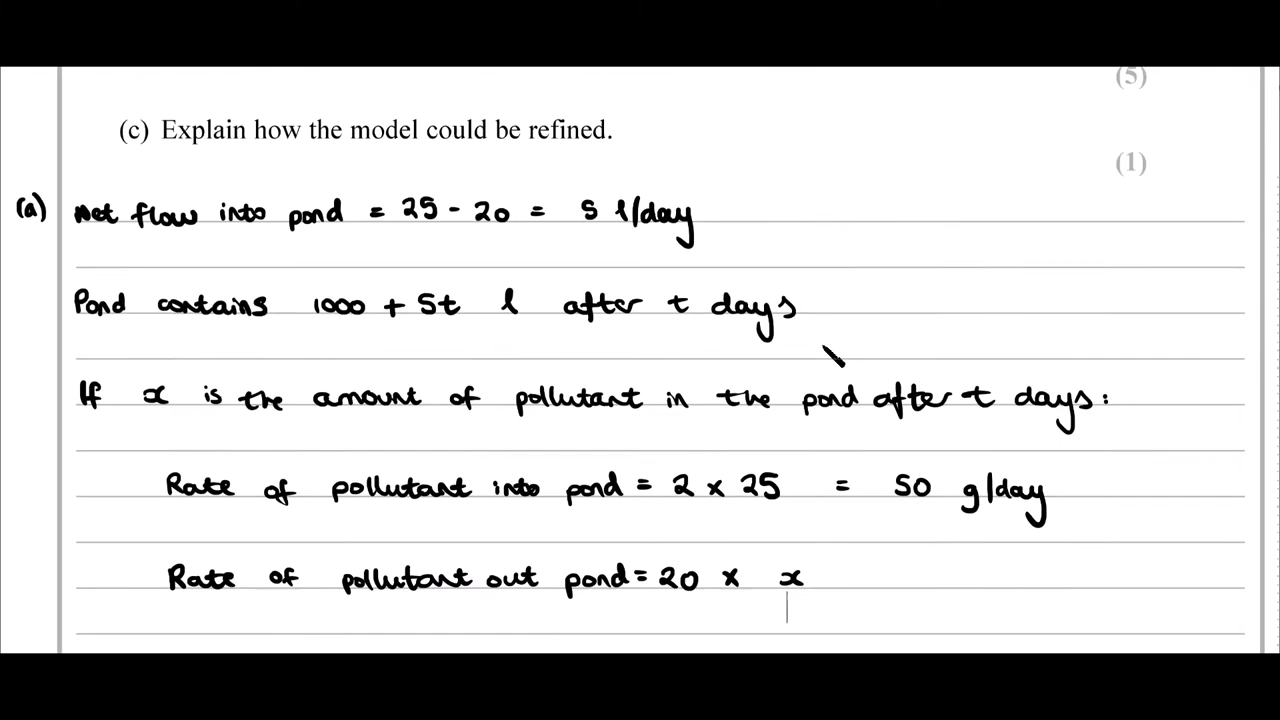 (5)
(c) Explain how the model could be refined.
(1)
(a) net flow into pond = 25 - 20 = 5 l/day
Pond contains 1000 + 5t l after t days
If x is the amount of pollutant in the pond after t days:
Rate of pollutant into pond = 2 × 25 = 50 g/day
Rate of pollutant out pond = 20 × x